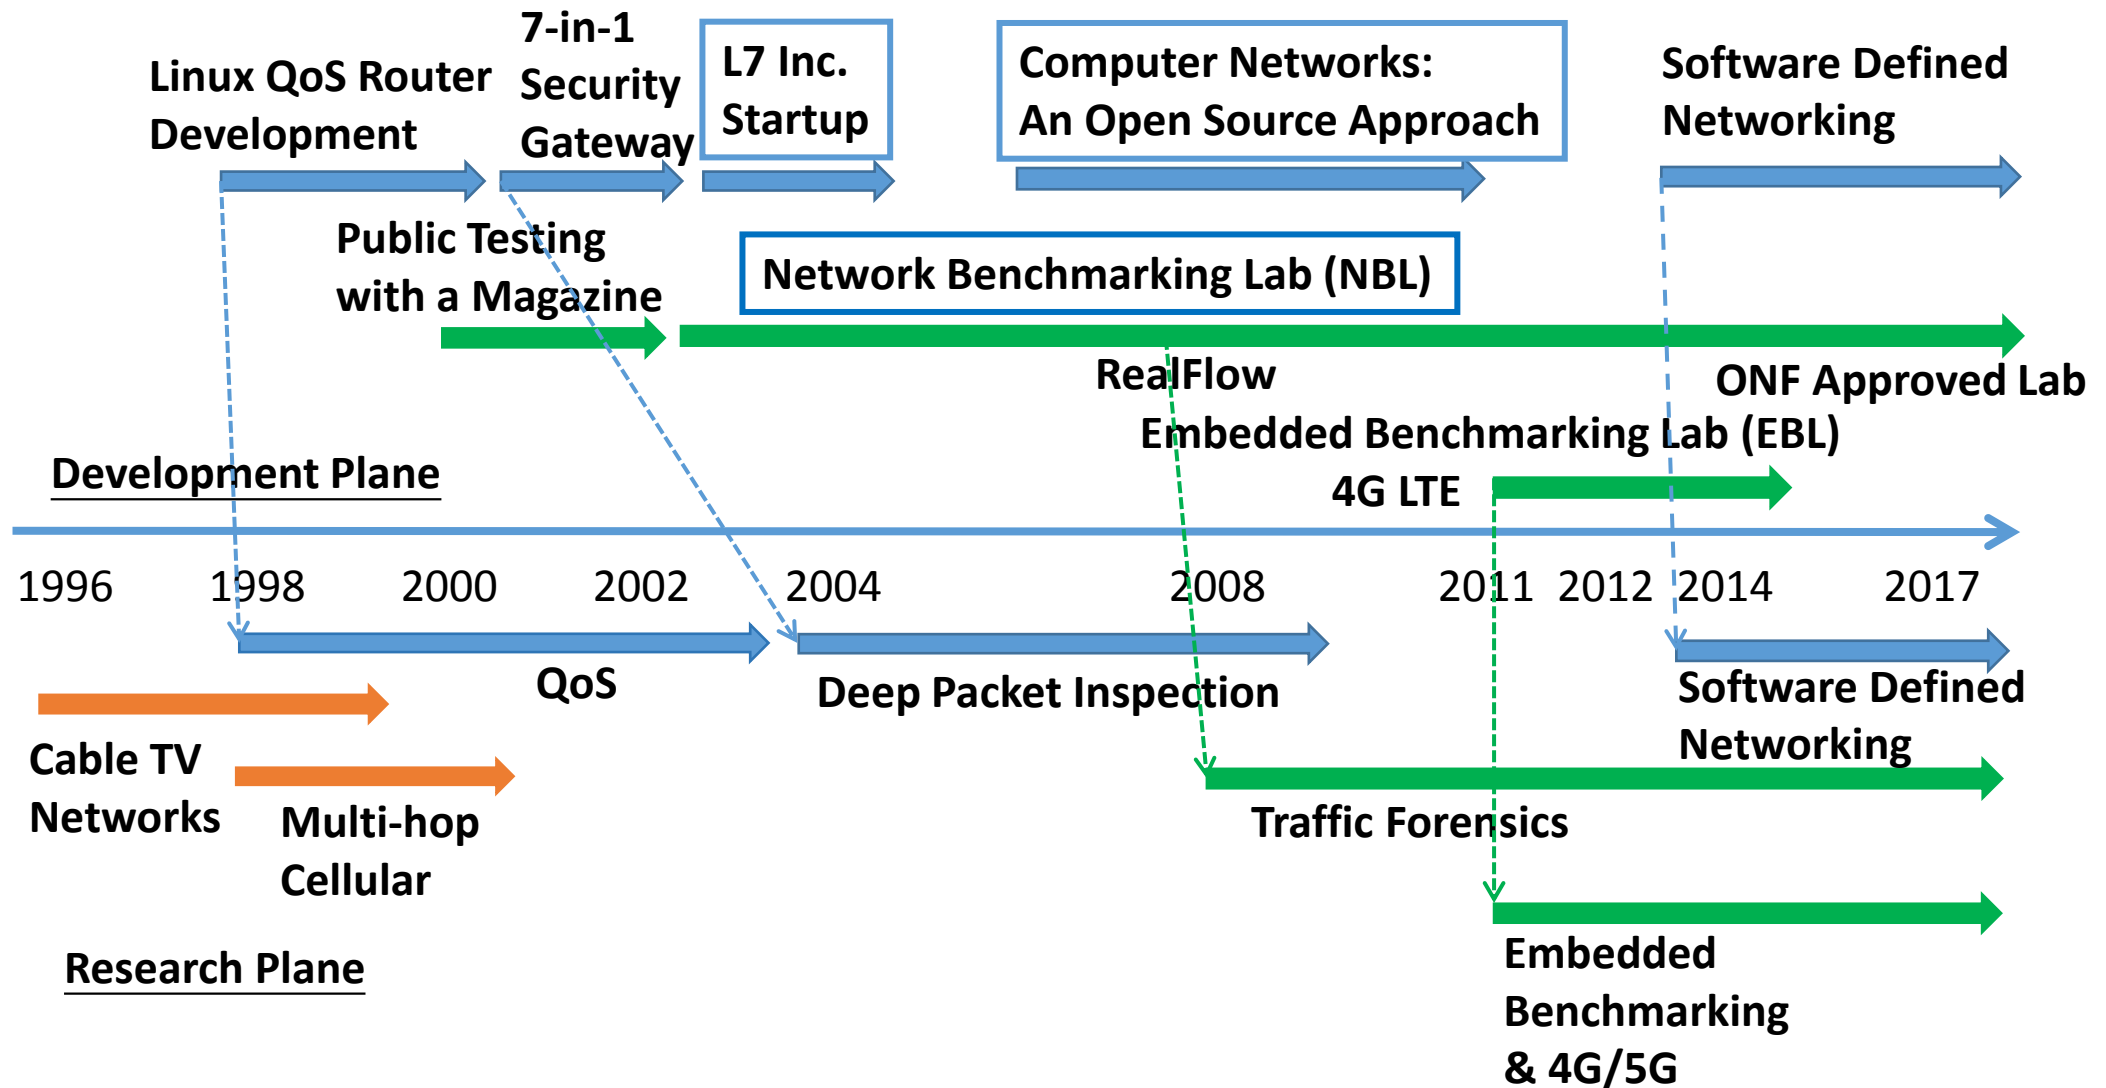 Linux QoS Router
Development
7-in-1
Security
Gateway
L7 Inc.
Startup
Computer Networks:
An Open Source Approach
Software Defined
Networking
Public Testing
with a Magazine
Network Benchmarking Lab (NBL)
RealFlow
ONF Approved Lab
Embedded Benchmarking Lab (EBL)
4G LTE
Development Plane
1996 1998 2000 2002 2004 2008 2011 2012 2014 2017
QoS
Deep Packet Inspection
Software Defined
Networking
Cable TV
Networks
Multi-hop
Cellular
Traffic Forensics
Research Plane
Embedded
Benchmarking
& 4G/5G